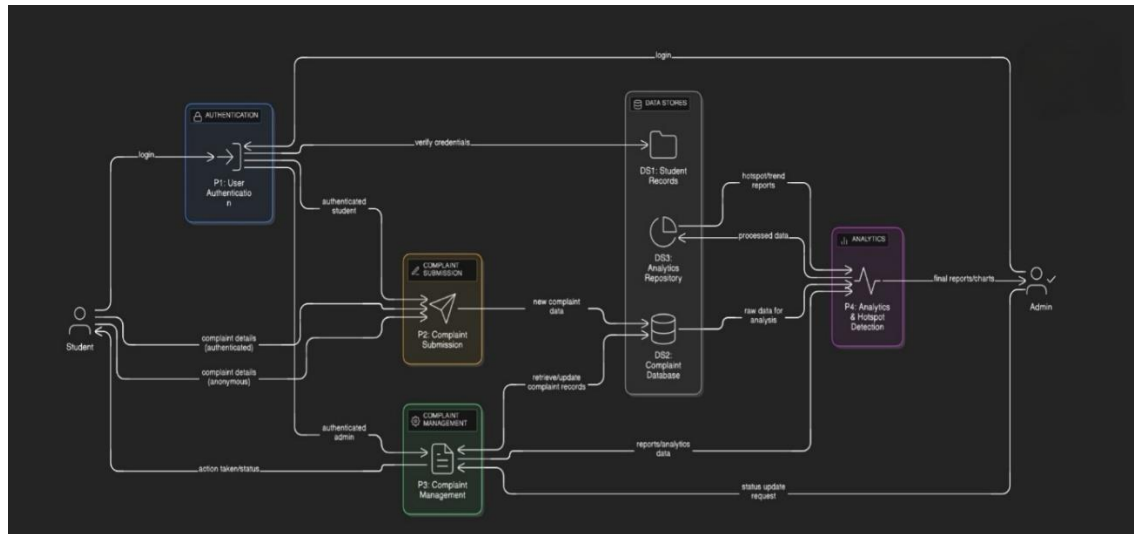 login
AUTHENTICATION
DATA STORES
login
verify credentials
P1: User
Authenticatio
n
DS1: Student
Records
hotspot/trend
reports
authenticated
student
processed data
ANALYTICS
COMPLAINT
SUBMISSION
DS3:
Analytics
Repository
final reports/charts
P4: Analytics
& Hotspot
Detection
Admin
new complaint
data
raw data for
analysis
P2: Complaint
Submission
Student
complaint details
(authenticated)
DS2:
Complaint
Database
complaint details
(anonymous)
retrieve/update
complaint records
COMPLAINT
MANAGEMENT
authenticated
admin
reports/analytics
data
action taken/status
P3: Complaint
Management
status update
request